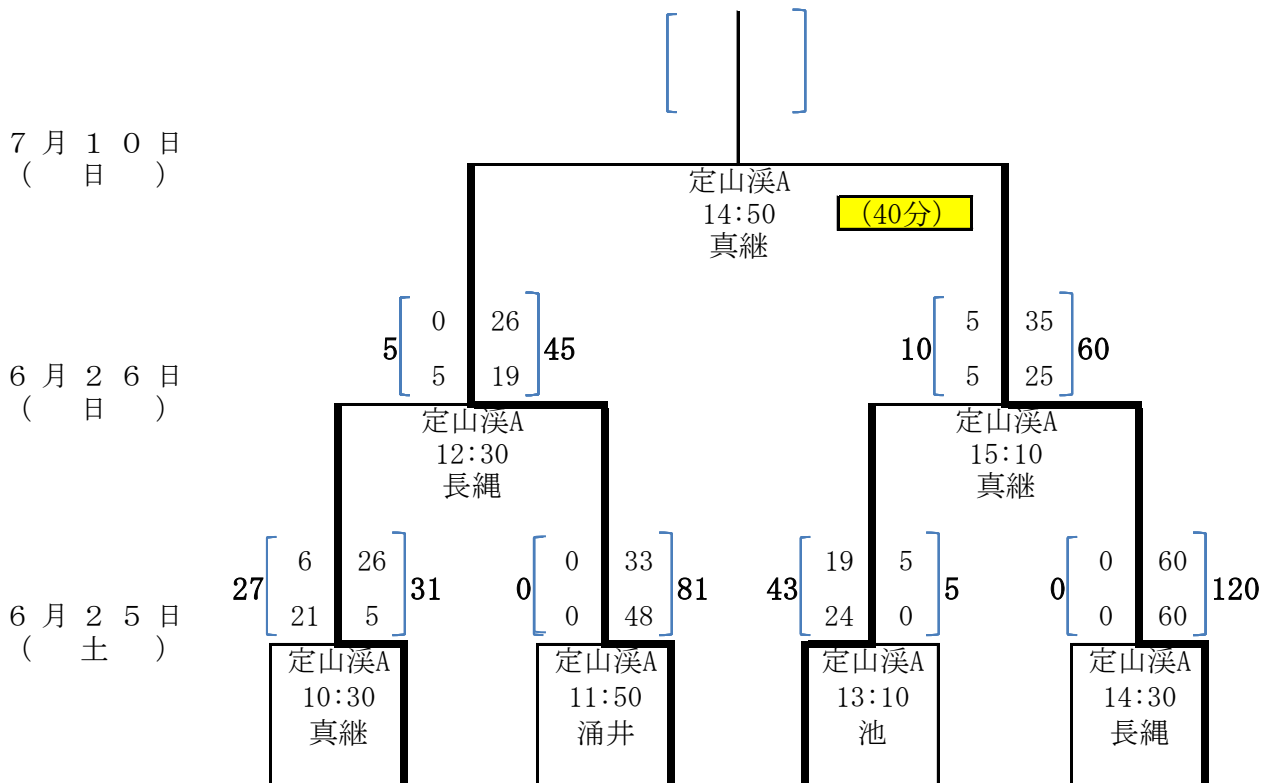 ７月１０日
（　日　）
定山渓A
14:50
真継
(40分)
0 26
5 45
5 19
5 35
10 60
5 25
６月２６日
（　日　）
定山渓A
12:30
長縄
定山渓A
15:10
真継
6 26
27 31
21 5
0 33
0 81
0 48
19 5
43 5
24 0
0 60
0 120
0 60
６月２５日
（　土　）
定山渓A
10:30
真継
定山渓A
11:50
涌井
定山渓A
13:10
池
定山渓A
14:30
長縄